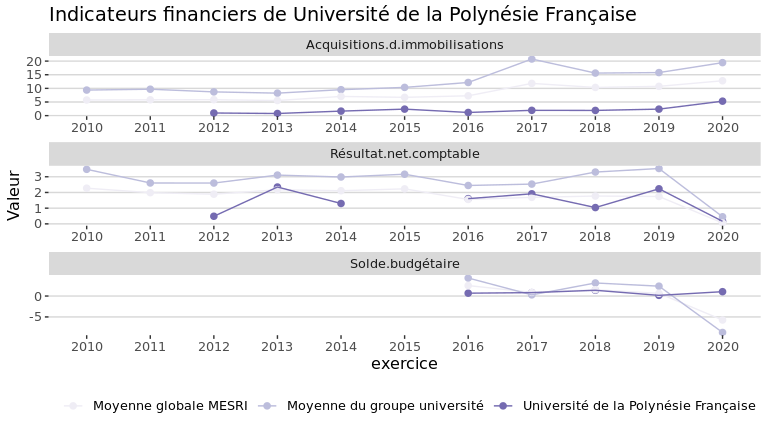 Indicateurs financiers de Université de la Polynésie Française
Acquisitions.d.immobilisations
20
15
10
5
0
2010 2011 2012 2013 2014 2015 2016 2017 2018 2019 2020
Résultat.net.comptable
3
2
1
0
2010 2011 2012 2013 2014 2015 2016 2017 2018 2019 2020
Solde.budgétaire
0
-5
2010 2011 2012 2013 2014 2015 2016 2017 2018 2019 2020
Valeur
exercice
Moyenne globale MESRI Moyenne du groupe université Université de la Polynésie Française